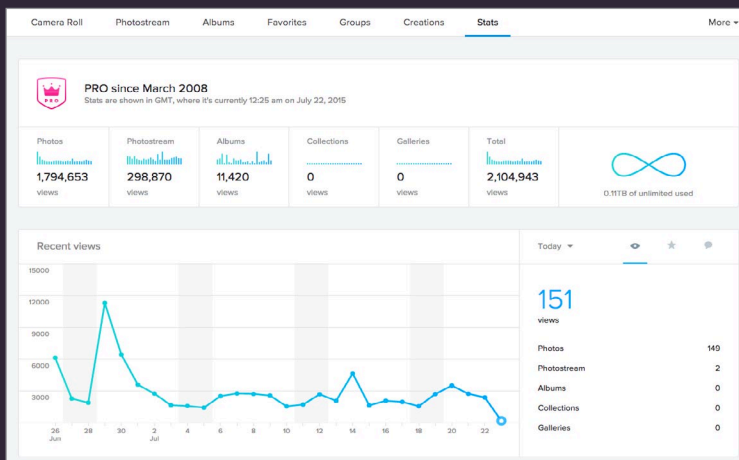 Camera Roll Photostream Albums Favorites Groups Creations Stats More
PRO
PRO since March 2008
Stats are shown in GMT, where it's currently 12:25 am on July 22, 2015
Photos Photostream Albums Collections Galleries Total
1,794,653 298,870 11,420 0 0 2,104,943
views views views views views views
0.11TB of unlimited used
Recent views
Today
15000
12000
9000
6000
3000
26 28 30 2 4 6 8 10 12 14 16 18 20 22
Jun Jul
151
views
Photos 149
Photostream 2
Albums 0
Collections 0
Galleries 0